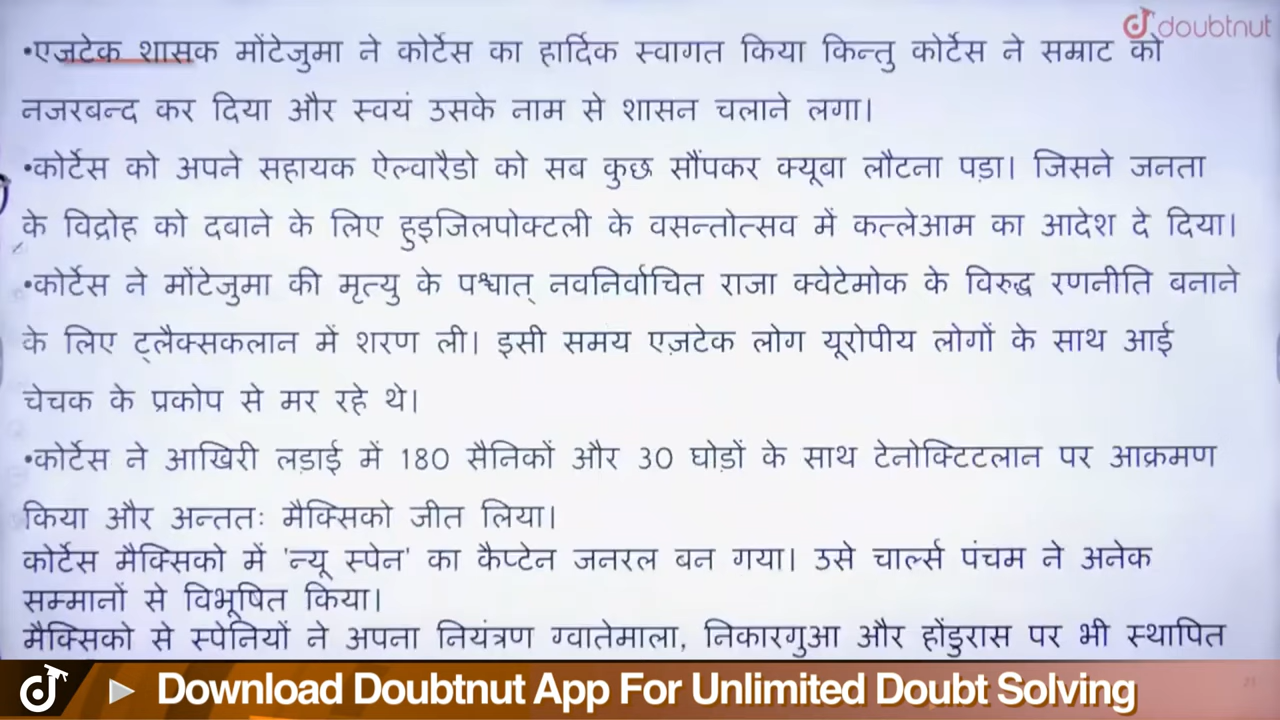 doubtnut
•एजटेक शासक मोंटेजुमा ने कोर्टेस का हार्दिक स्वागत किया किन्तु कोर्टेस ने सम्राट को
नजरबन्द कर दिया और स्वयं उसके नाम से शासन चलाने लगा।
•कोर्टेस को अपने सहायक ऐल्वारैडो को सब कुछ सौंपकर क्यूबा लौटना पड़ा। जिसने जनता
के विद्रोह को दबाने के लिए हुइजिलपोक्टली के वसन्तोत्सव में कत्लेआम का आदेश दे दिया।
•कोर्टेस ने मोंटेजुमा की मृत्यु के पश्चात् नवनिर्वाचित राजा क्वेटेमोक के विरुद्ध रणनीति बनाने
के लिए ट्लैक्सकलान में शरण ली। इसी समय एज़टेक लोग यूरोपीय लोगों के साथ आई
चेचक के प्रकोप से मर रहे थे।
•कोर्टेस ने आखिरी लड़ाई में 180 सैनिकों और 30 घोड़ों के साथ टेनोक्टिटलान पर आक्रमण
किया और अन्ततः मैक्सिको जीत लिया।
कोर्टेस मैक्सिको में 'न्यू स्पेन' का कैप्टेन जनरल बन गया। उसे चार्ल्स पंचम ने अनेक
सम्मानों से विभूषित किया।
मैक्सिको से स्पेनियों ने अपना नियंत्रण ग्वातेमाला, निकारगुआ और होंडुरास पर भी स्थापित
Download Doubtnut App For Unlimited Doubt Solving